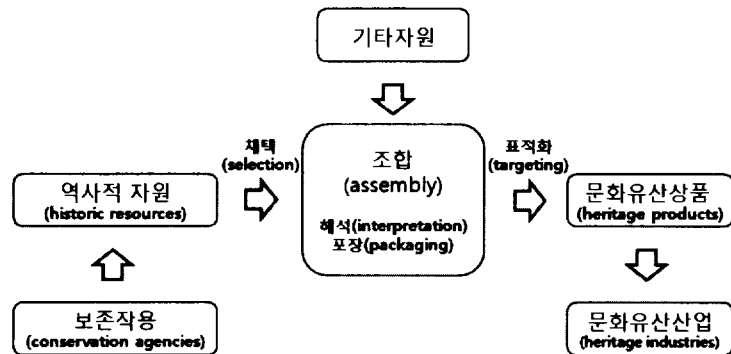 기타자원
채택
(selection)
조합
(assembly)
해석(interpretation)
포장(packaging)
표적화
(targeting)
역사적 자원
(historic resources)
문화유산상품
(heritage products)
보존작용
(conservation agencies)
문화유산산업
(heritage industries)